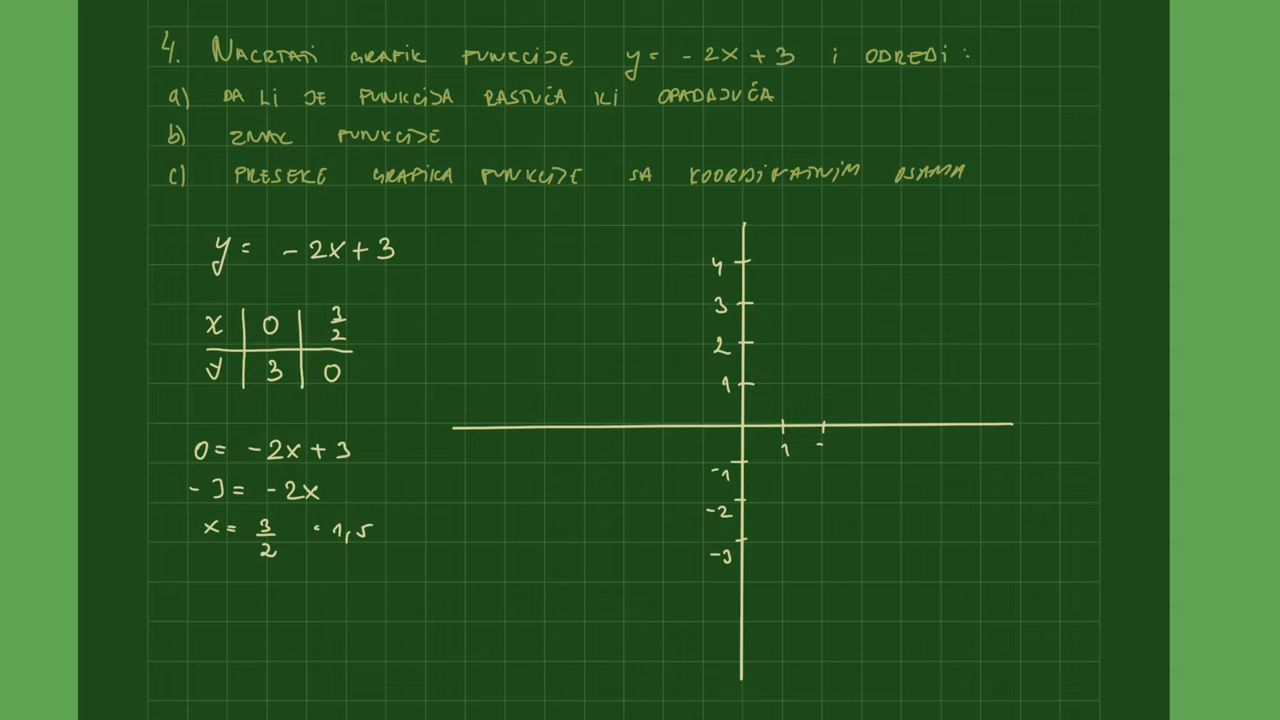 4. NACRTATI GRAFIK FUNKCIJE y = -2x + 3 i ODREDI :
a) DA LI JE FUNKCIJA RASTUĆA ILI OPADAJUĆA
b) ZNAK FUNKCIJE
c) PRESEKE GRAFIKA FUNKCIJE SA KOORDINATNIM OSAMA
y = -2x + 3
x | 0 | 3/2
y | 3 | 0
0 = -2x + 3
-3 = -2x
x = 3/2 = 1,5
4
3
2
1
1
-1
-2
-3